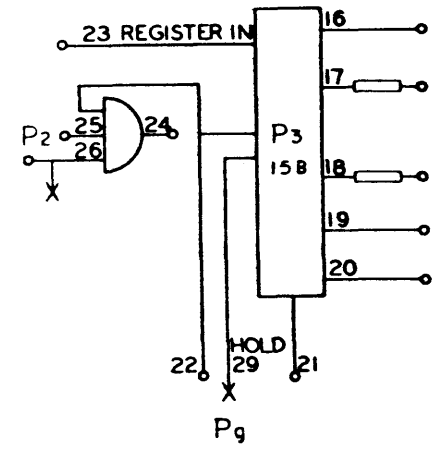 16
23 REGISTER IN
17
P2 25 24
26
P3
15B
18
19
20
HOLD
22 29 21
Pg